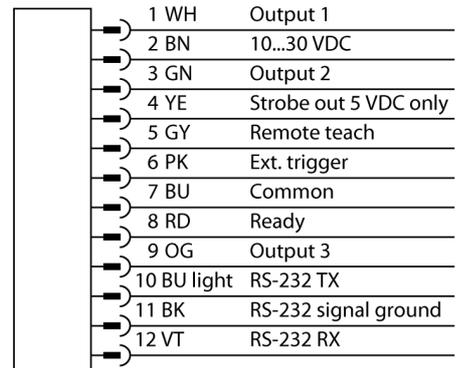 1 WH Output 1
2 BN 10...30 VDC
3 GN Output 2
4 YE Strobe out 5 VDC only
5 GY Remote teach
6 PK Ext. trigger
7 BU Common
8 RD Ready
9 OG Output 3
10 BU light RS-232 TX
11 BK RS-232 signal ground
12 VT RS-232 RX